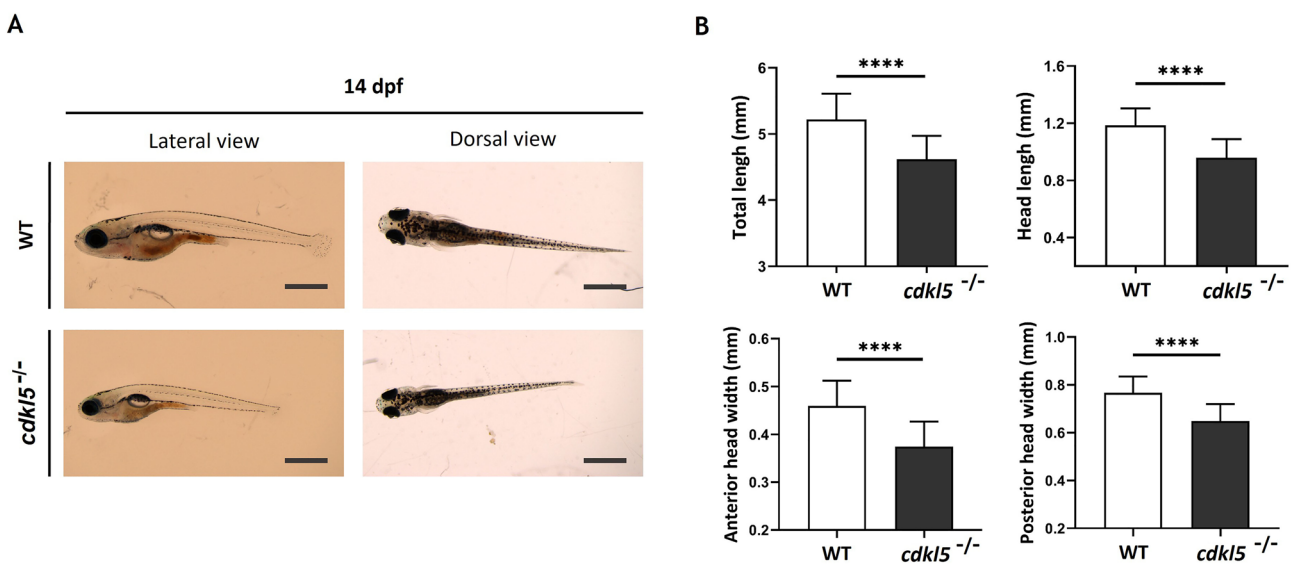 A
14 dpf
Lateral view
Dorsal view
WT
cdkl5 -/-
B
Total lengh (mm)
6
5
4
3
****
WT
cdkl5 -/-
Head lengh (mm)
1.6
1.2
0.8
0.4
****
WT
cdkl5 -/-
Anterior head width (mm)
0.6
0.5
0.4
0.3
0.2
****
WT
cdkl5 -/-
Posterior head width (mm)
1.0
0.8
0.6
0.4
0.2
****
WT
cdkl5 -/-